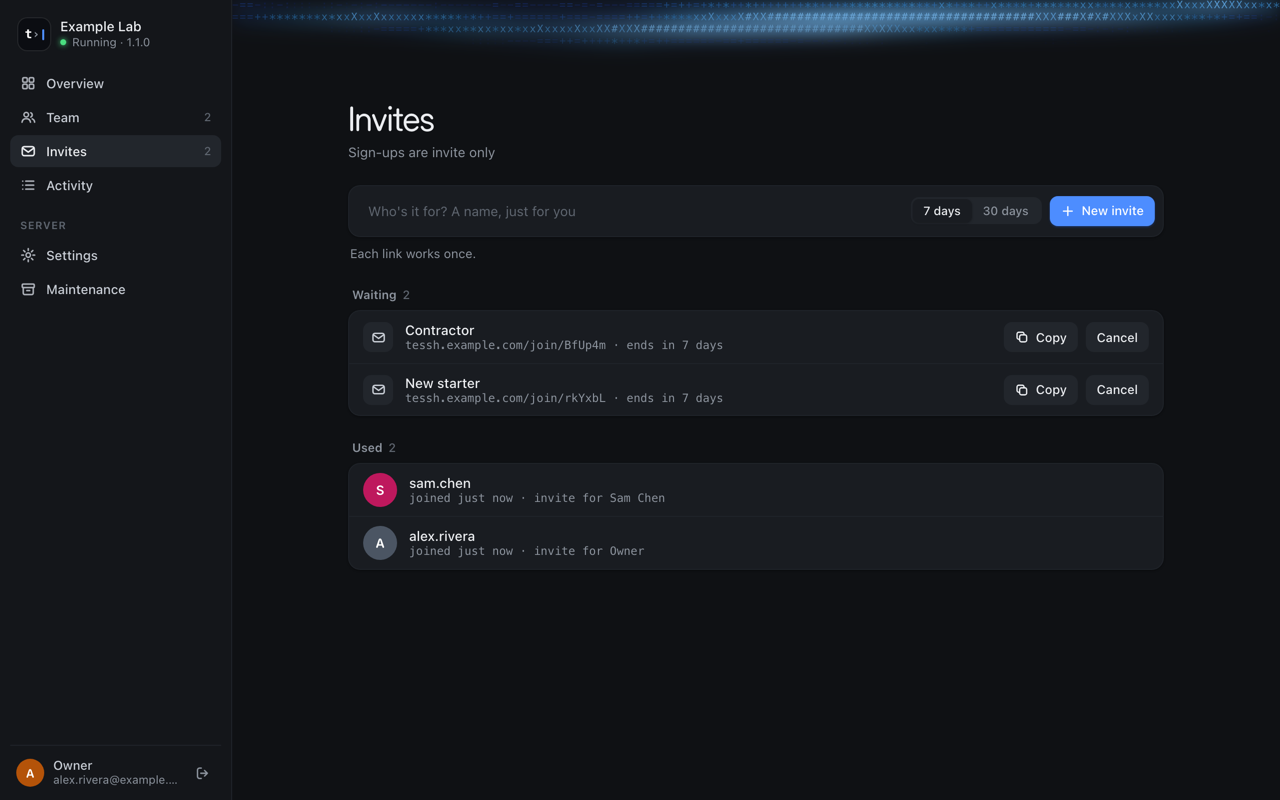 t›|
Example Lab
Running · 1.1.0
Overview
Team 2
Invites 2
Activity
SERVER
Settings
Maintenance
Owner
alex.rivera@example....
Invites
Sign-ups are invite only
Who's it for? A name, just for you
7 days
30 days
New invite
Each link works once.
Waiting 2
Contractor
tessh.example.com/join/BfUp4m · ends in 7 days
Copy
Cancel
New starter
tessh.example.com/join/rkYxbL · ends in 7 days
Copy
Cancel
Used 2
S
sam.chen
joined just now · invite for Sam Chen
A
alex.rivera
joined just now · invite for Owner
A